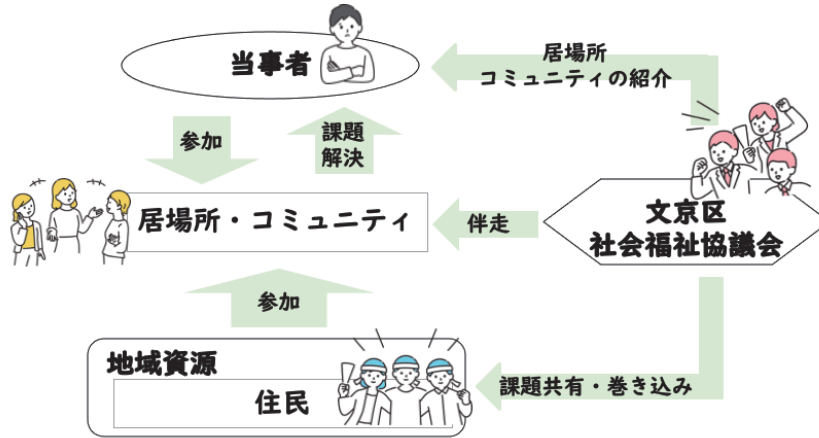 当事者
居場所
コミュニティの紹介
参加
課題
解決
居場所・コミュニティ
伴走
文京区
社会福祉協議会
参加
地域資源
住民
課題共有・巻き込み